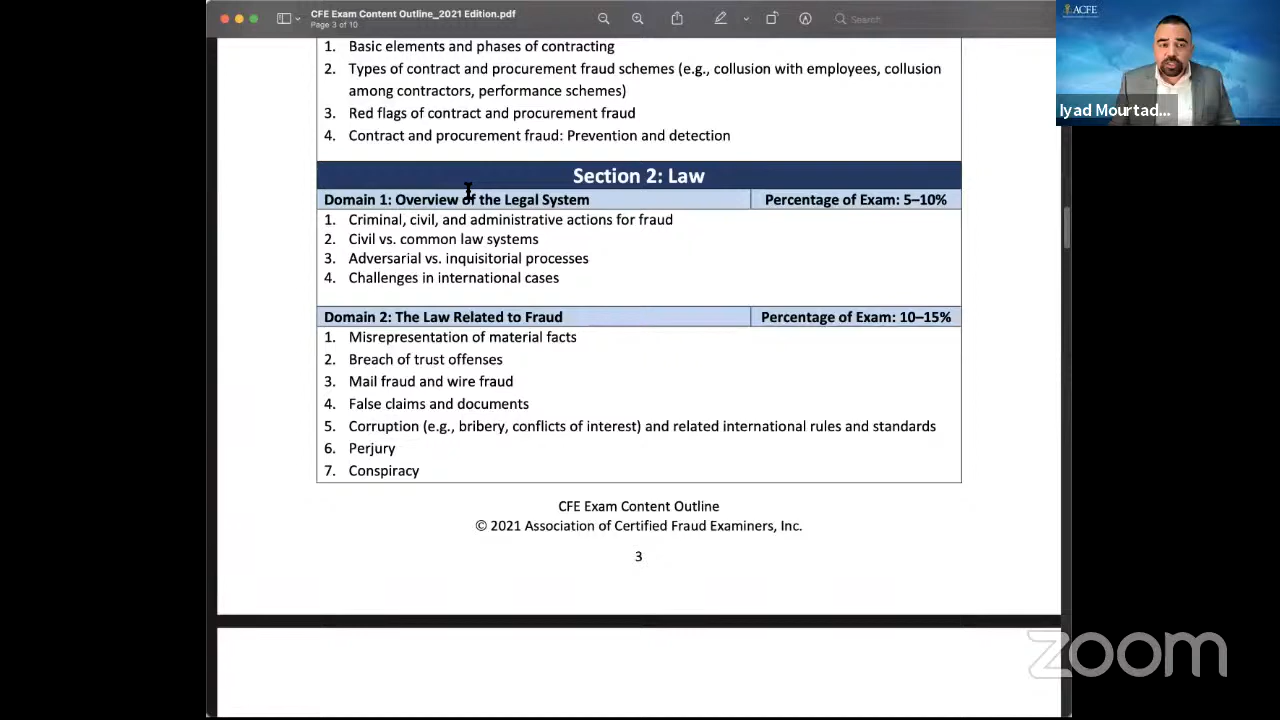 CFE Exam Content Outline_2021 Edition.pdf
Page 3 of 10
Search
ACFE
Iyad Mourtad...
1. Basic elements and phases of contracting
2. Types of contract and procurement fraud schemes (e.g., collusion with employees, collusion
among contractors, performance schemes)
3. Red flags of contract and procurement fraud
4. Contract and procurement fraud: Prevention and detection
Section 2: Law
Domain 1: Overview of the Legal System Percentage of Exam: 5–10%
1. Criminal, civil, and administrative actions for fraud
2. Civil vs. common law systems
3. Adversarial vs. inquisitorial processes
4. Challenges in international cases
Domain 2: The Law Related to Fraud Percentage of Exam: 10–15%
1. Misrepresentation of material facts
2. Breach of trust offenses
3. Mail fraud and wire fraud
4. False claims and documents
5. Corruption (e.g., bribery, conflicts of interest) and related international rules and standards
6. Perjury
7. Conspiracy
CFE Exam Content Outline
© 2021 Association of Certified Fraud Examiners, Inc.
3
zoom